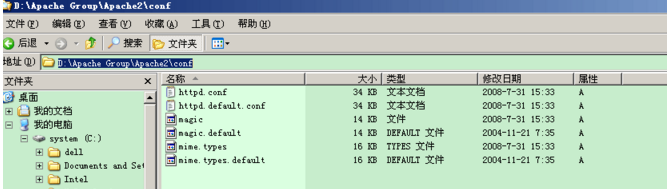 D:\Apache Group\Apache2\conf
文件(F) 编辑(E) 查看(V) 收藏(A) 工具(T) 帮助(H)
后退 搜索 文件夹
地址(D) D:\Apache Group\Apache2\conf
文件夹 × 名称 大小 类型 修改日期 属性
桌面 httpd.conf 34 KB 文本文档 2008-7-31 15:33 A
我的文档 httpd.default.conf 34 KB 文本文档 2008-7-31 15:33 A
我的电脑 magic 14 KB 文件 2008-7-31 15:33 A
system (C:) magic.default 14 KB DEFAULT 文件 2004-11-21 7:35 A
dell mime.types 16 KB TYPES 文件 2008-7-31 15:33 A
Documents and Set mime.types.default 16 KB DEFAULT 文件 2004-11-21 7:35 A
Intel